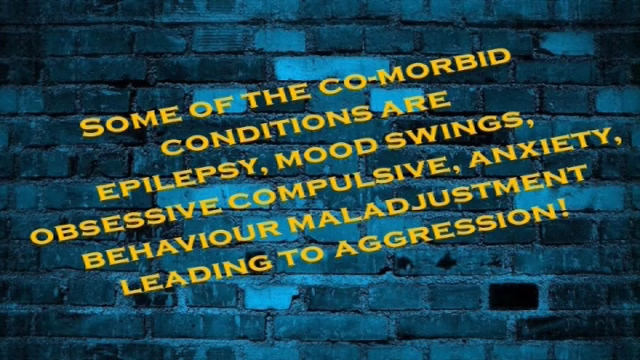 Some of the co-morbid
conditions are
epilepsy, mood swings,
obsessive compulsive, anxiety,
behaviour maladjustment
leading to aggression!